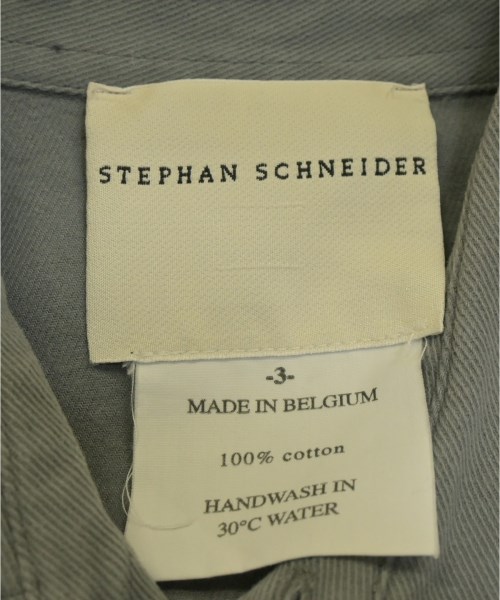 STEPHAN SCHNEIDER
-3-
MADE IN BELGIUM
100% cotton
HANDWASH IN
30°C WATER